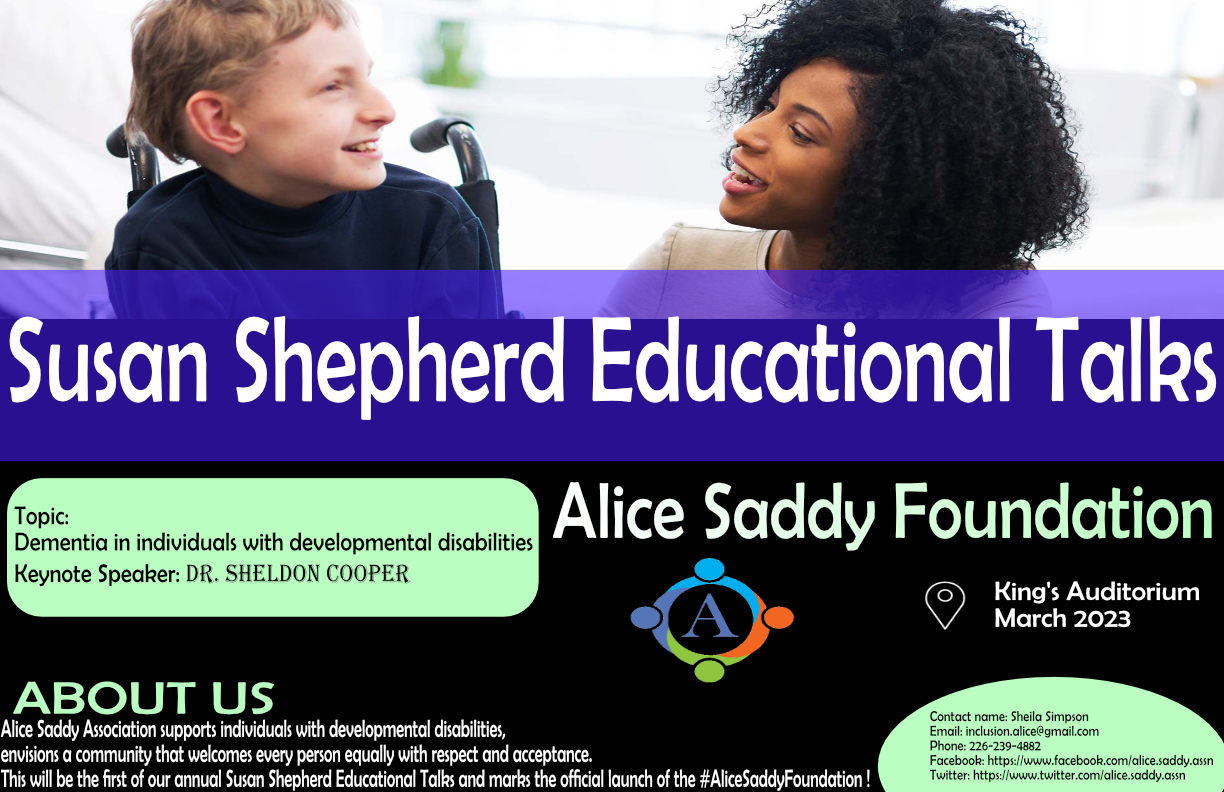 Susan Shepherd Educational Talks
Topic:
Dementia in individuals with developmental disabilities
Keynote Speaker: DR. SHELDON COOPER
Alice Saddy Foundation
A
King's Auditorium
March 2023
ABOUT US
Alice Saddy Association supports individuals with developmental disabilities,
envisions a community that welcomes every person equally with respect and acceptance.
This will be the first of our annual Susan Shepherd Educational Talks and marks the official launch of the #AliceSaddyFoundation !
Contact name: Sheila Simpson
Email: inclusion.alice@gmail.com
Phone: 226-239-4882
Facebook: https://www.facebook.com/alice.saddy.assn
Twitter: https://www.twitter.com/alice.saddy.assn